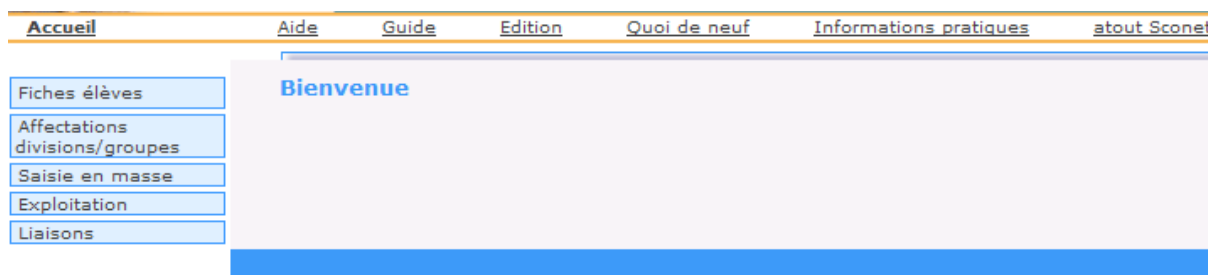 Accueil Aide Guide Edition Quoi de neuf Informations pratiques atout Sconet
Fiches élèves
Affectations
divisions/groupes
Saisie en masse
Exploitation
Liaisons
Bienvenue